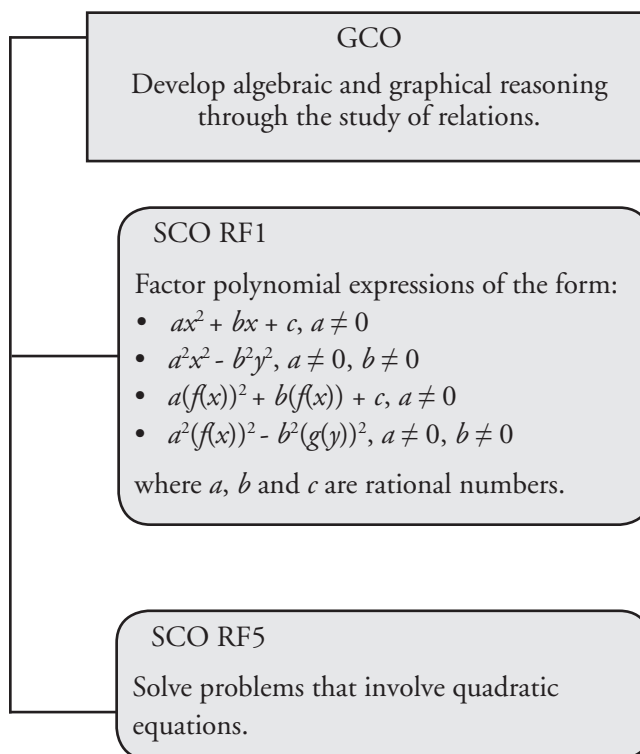 GCO
Develop algebraic and graphical reasoning
through the study of relations.
SCO RF1
Factor polynomial expressions of the form:
• ax² + bx + c, a ≠ 0
• a²x² - b²y², a ≠ 0, b ≠ 0
• a(f(x))² + b(f(x)) + c, a ≠ 0
• a²(f(x))² - b²(g(y))², a ≠ 0, b ≠ 0
where a, b and c are rational numbers.
SCO RF5
Solve problems that involve quadratic
equations.